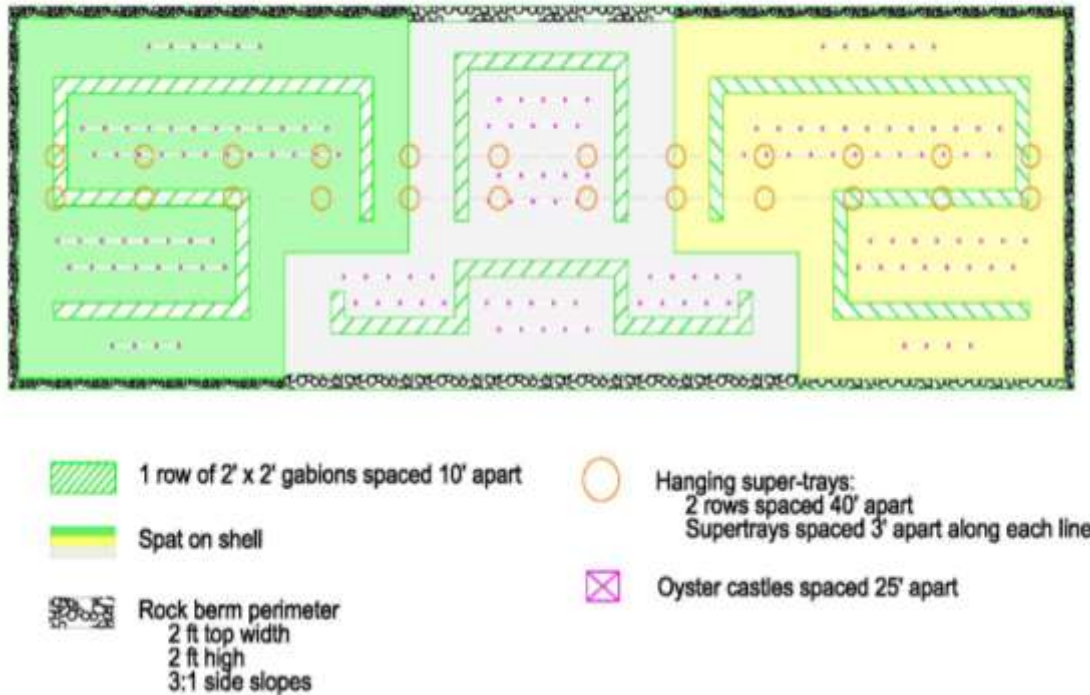 1 row of 2' x 2' gabions spaced 10' apart
Spat on shell
Rock berm perimeter
2 ft top width
2 ft high
3:1 side slopes
Hanging super-trays:
2 rows spaced 40' apart
Supertrays spaced 3' apart along each line
Oyster castles spaced 25' apart